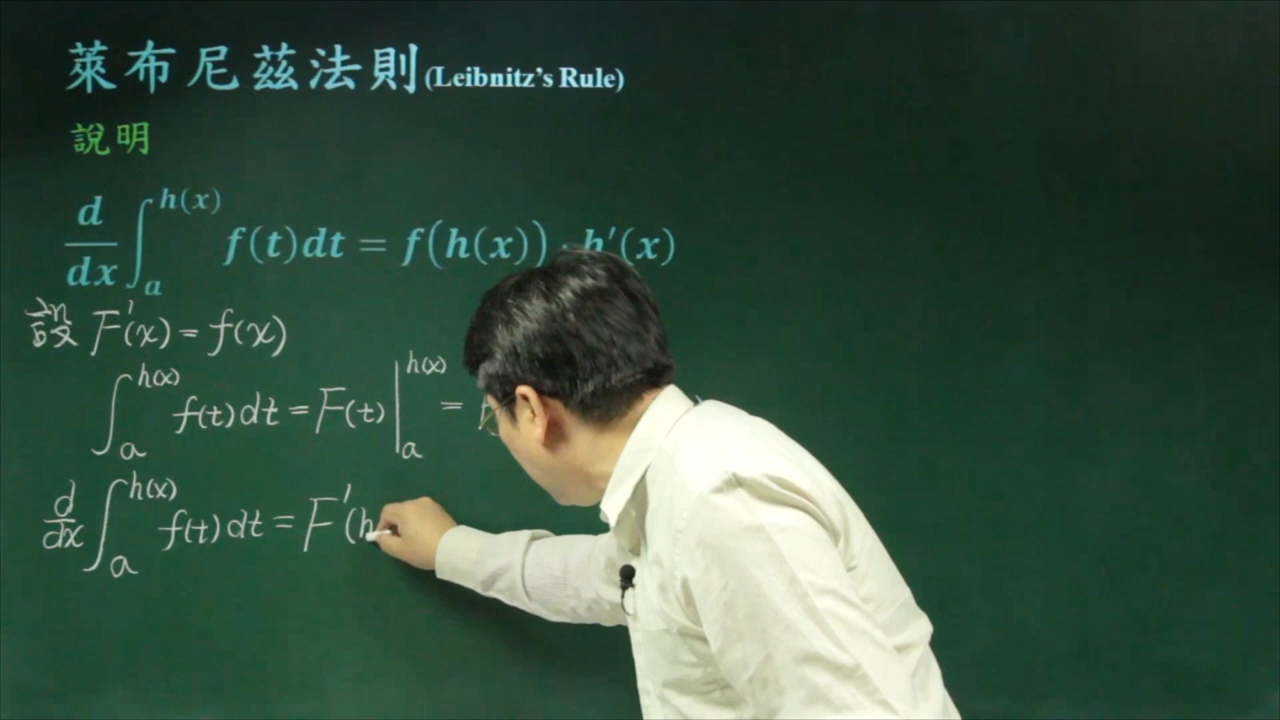 萊布尼茲法則(Leibnitz's Rule)
說明
d/dx ∫_a^{h(x)} f(t)dt = f(h(x)) · h′(x)
設 F′(x) = f(x)
∫_a^{h(x)} f(t)dt = F(t)|_a^{h(x)} =
d/dx ∫_a^{h(x)} f(t)dt = F′(h